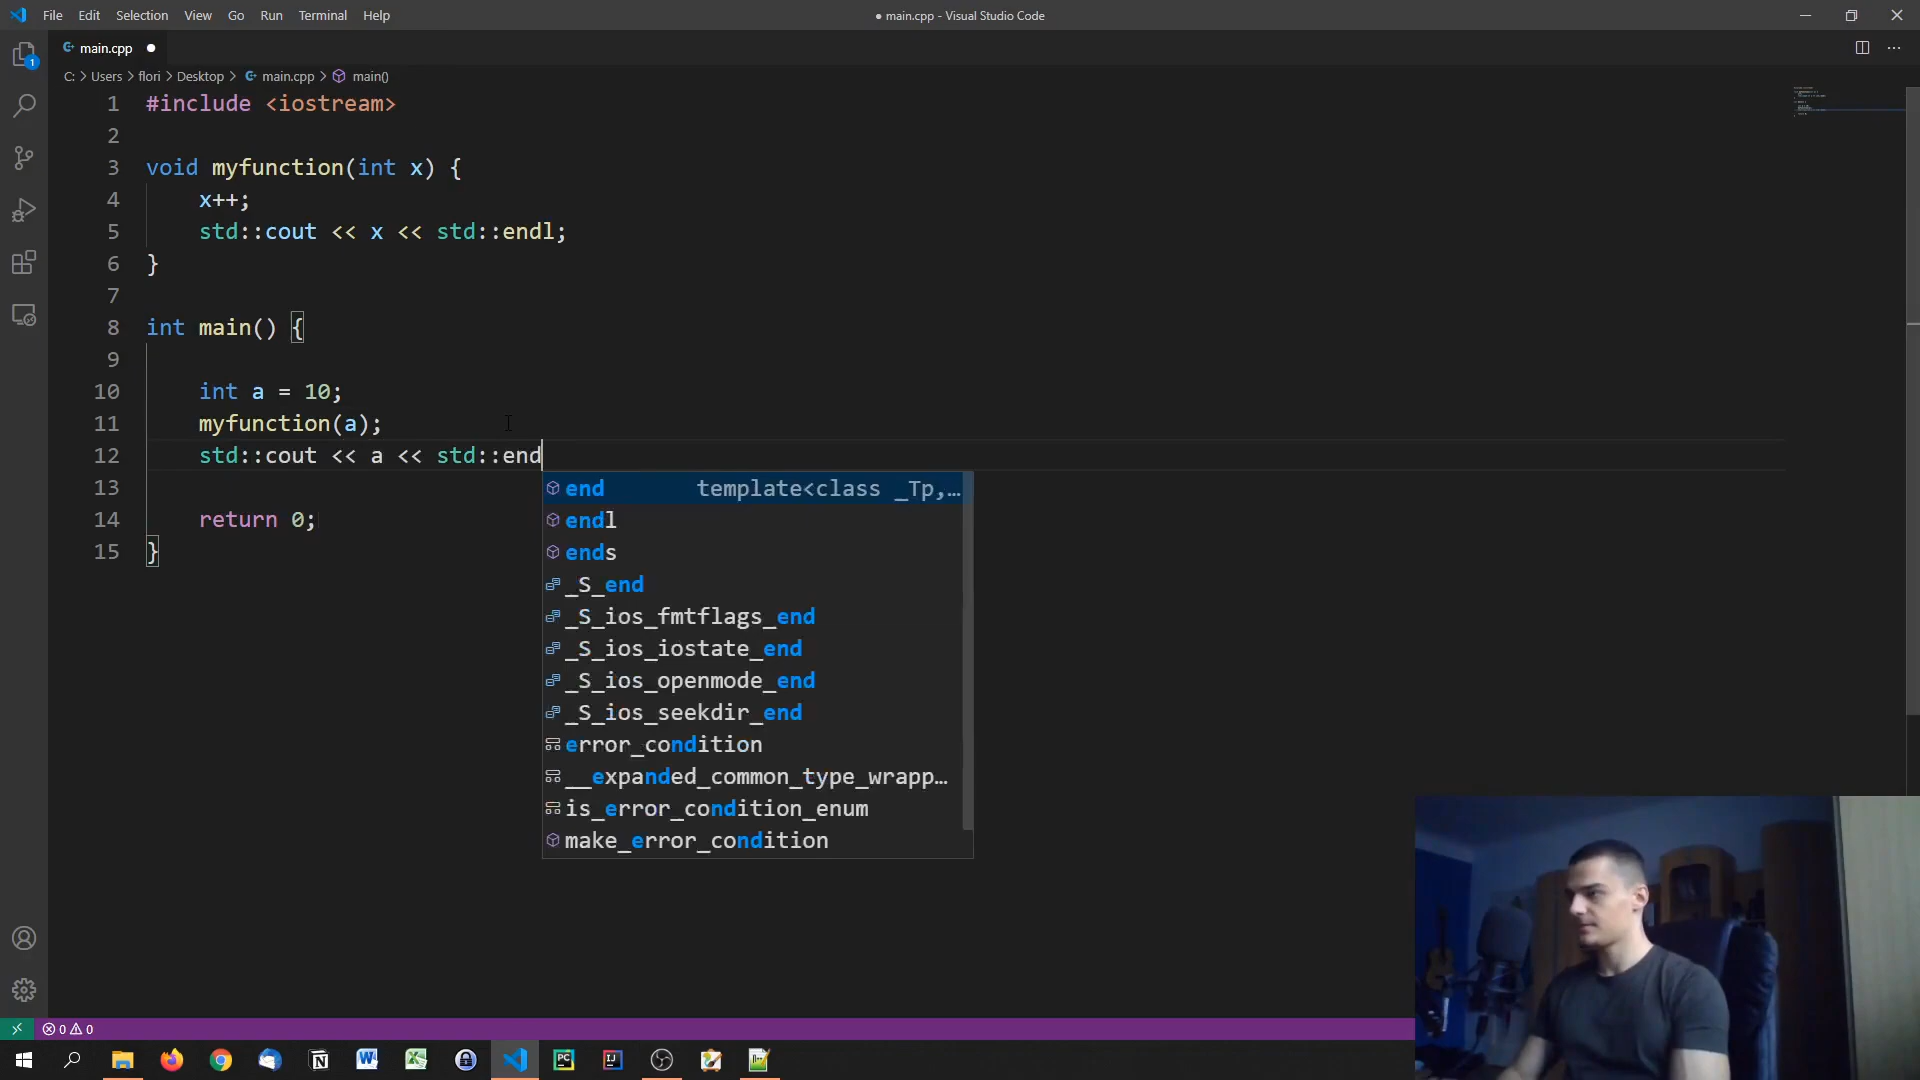 File Edit Selection View Go Run Terminal Help
● main.cpp - Visual Studio Code
main.cpp
C: > Users > flori > Desktop > main.cpp > main()
1 #include <iostream>
2
3 void myfunction(int x) {
4 x++;
5 std::cout << x << std::endl;
6 }
7
8 int main() {
9
10 int a = 10;
11 myfunction(a);
12 std::cout << a << std::end
13
14 return 0;
15 }
end template<class _Tp,…
endl
ends
_S_end
_S_ios_fmtflags_end
_S_ios_iostate_end
_S_ios_openmode_end
_S_ios_seekdir_end
error_condition
__expanded_common_type_wrapp…
is_error_condition_enum
make_error_condition
1
0 0
N W X PC IJ